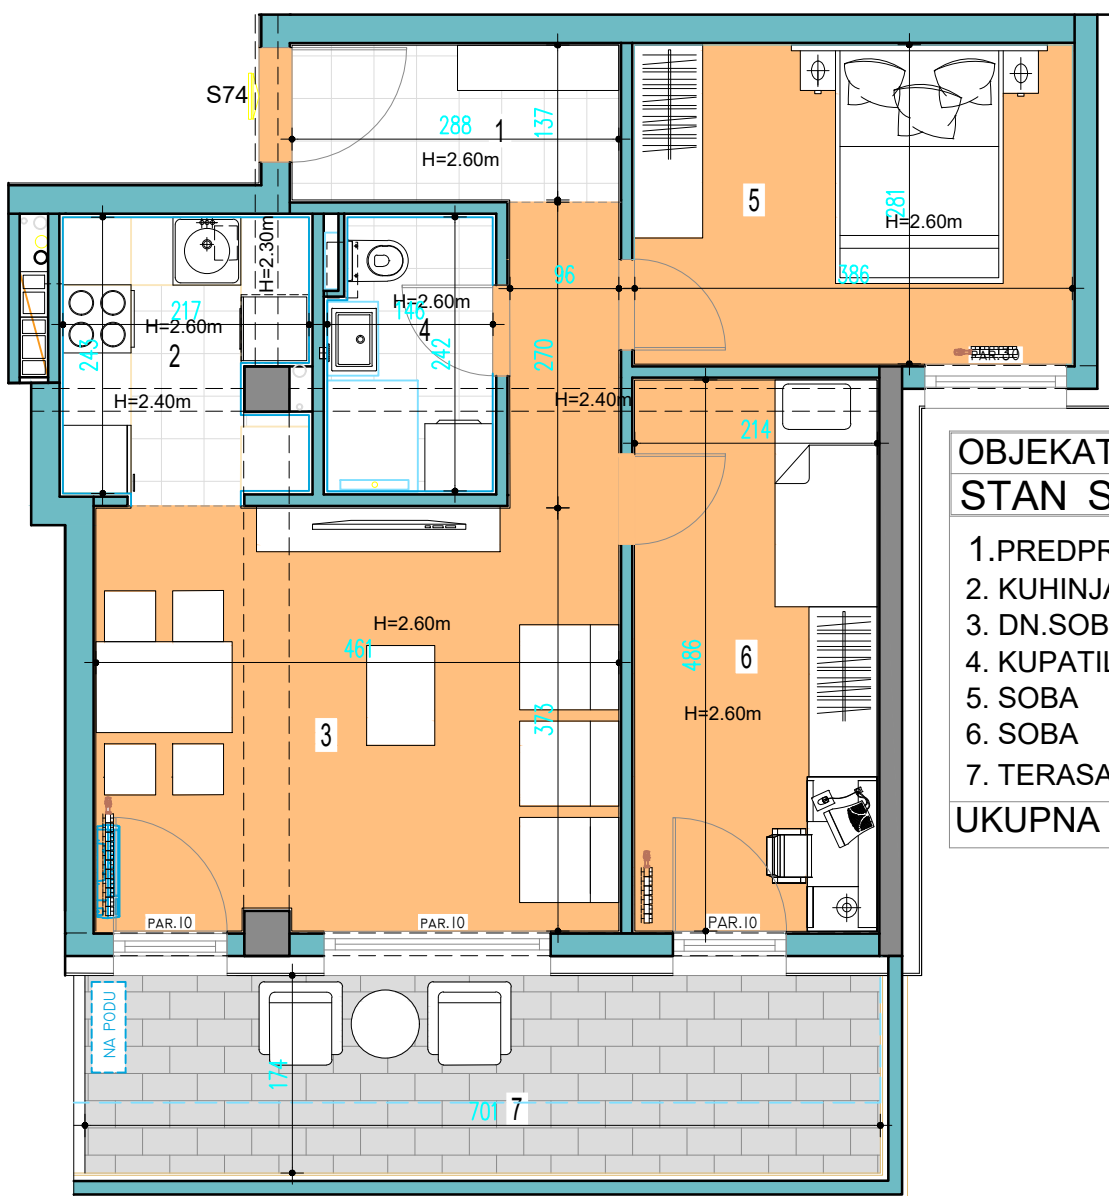 S74
288
1
137
H=2.60m
5
281
H=2.60m
386
H=2.30m
217
H=2.60m
243
2
H=2.40m
H=2.60m
146
4
242
96
270
H=2.40m
PAR.30
214
OBJEKAT
STAN S
1.PREDPR
2. KUHINJA
3. DN.SOB
4. KUPATIL
5. SOBA
6. SOBA
7. TERASA
UKUPNA
H=2.60m
461
3
373
486
6
H=2.60m
PAR.10
PAR.10
PAR.10
NA PODU
174
701
7